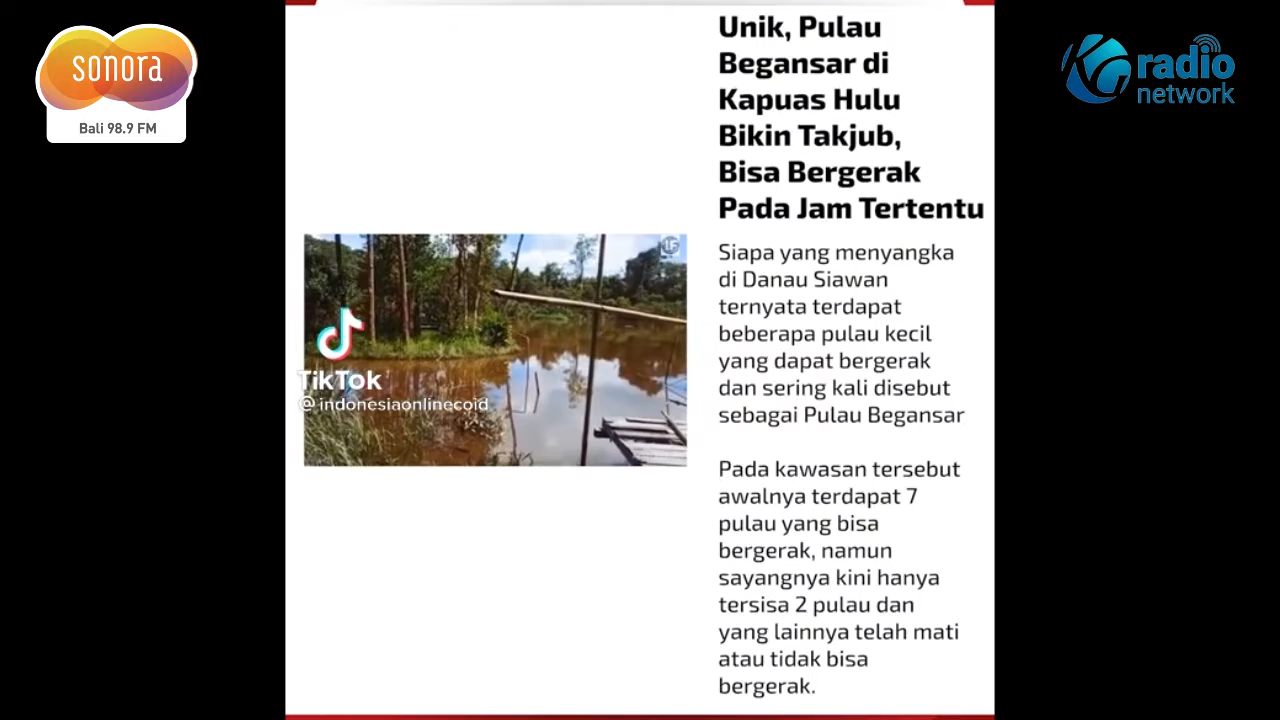 sonora
Bali 98.9 FM
KG radio
network
Unik, Pulau
Begansar di
Kapuas Hulu
Bikin Takjub,
Bisa Bergerak
Pada Jam Tertentu
Siapa yang menyangka
di Danau Siawan
ternyata terdapat
beberapa pulau kecil
yang dapat bergerak
dan sering kali disebut
sebagai Pulau Begansar
Pada kawasan tersebut
awalnya terdapat 7
pulau yang bisa
bergerak, namun
sayangnya kini hanya
tersisa 2 pulau dan
yang lainnya telah mati
atau tidak bisa
bergerak.
TikTok
@indonesiaonlinecoid